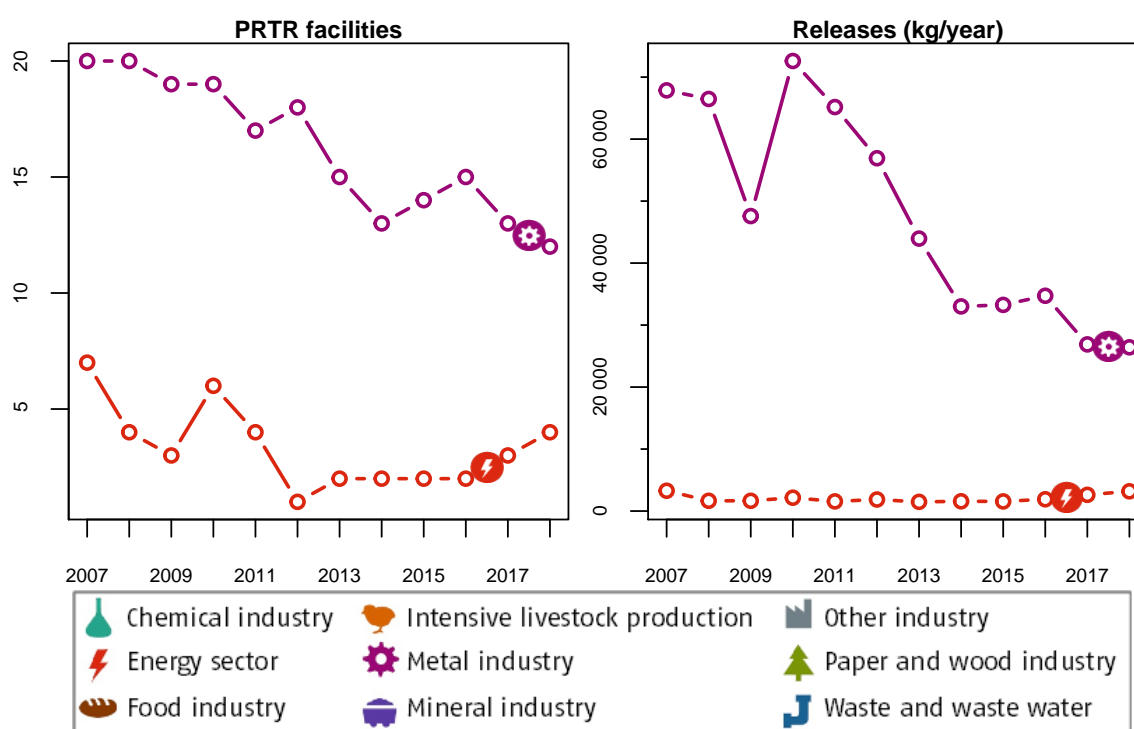 PRTR facilities
20
15
10
5
2007 2009 2011 2013 2015 2017
Releases (kg/year)
60 000
40 000
20 000
0
2007 2009 2011 2013 2015 2017
Chemical industry
Intensive livestock production
Other industry
Energy sector
Metal industry
Paper and wood industry
Food industry
Mineral industry
Waste and waste water